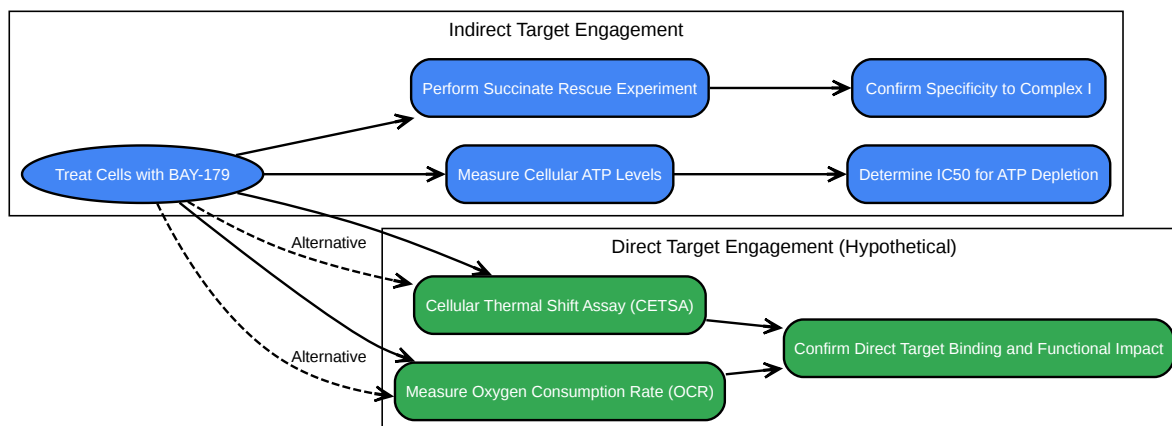 Indirect Target Engagement
Perform Succinate Rescue Experiment
Confirm Specificity to Complex I
Treat Cells with BAY-179
Measure Cellular ATP Levels
Determine IC50 for ATP Depletion
Alternative
Direct Target Engagement (Hypothetical)
Cellular Thermal Shift Assay (CETSA)
Confirm Direct Target Binding and Functional Impact
Alternative
Measure Oxygen Consumption Rate (OCR)